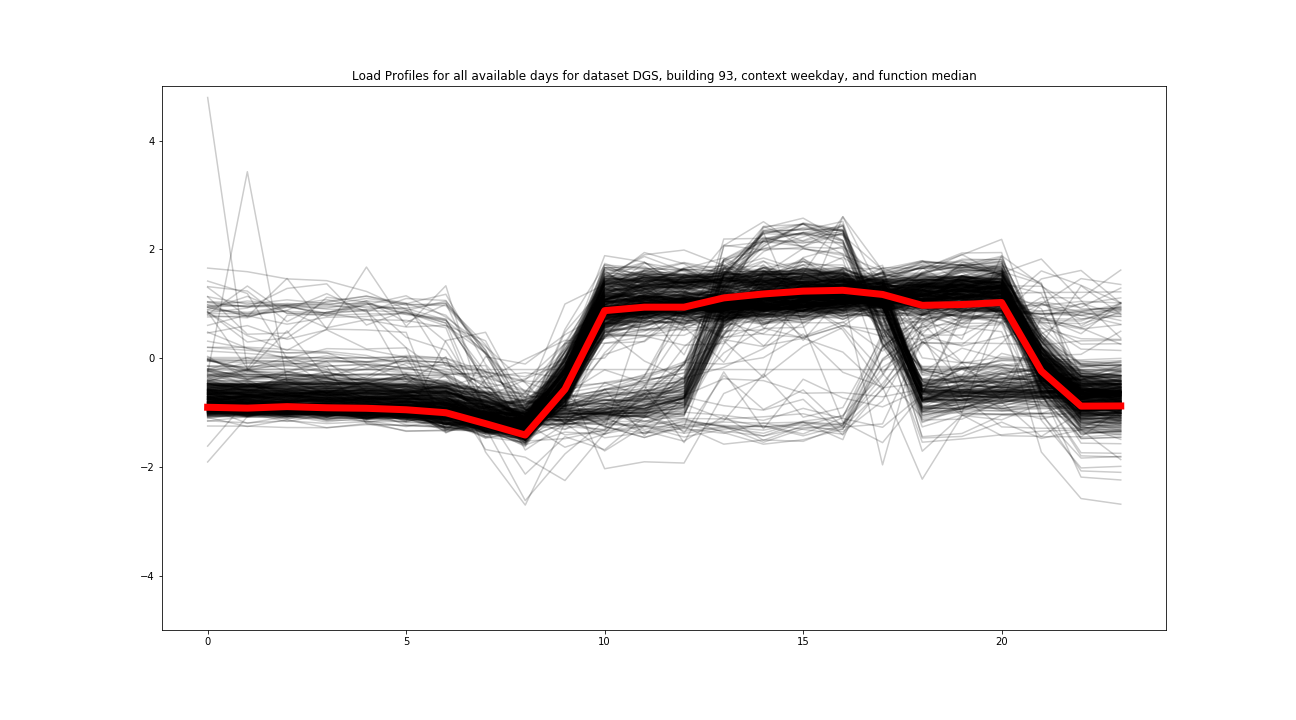 Load Profiles for all available days for dataset DGS, building 93, context weekday, and function median
4
2
0
−2
−4
0 5 10 15 20